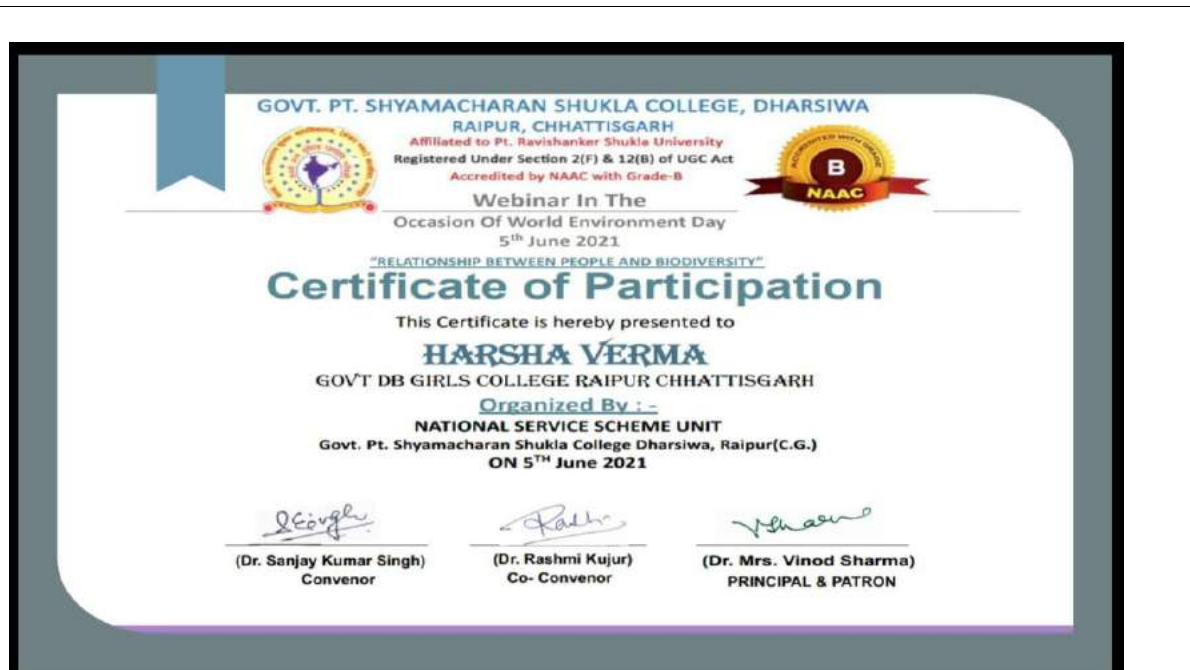 GOVT. PT. SHYAMACHARAN SHUKLA COLLEGE, DHARSIWA
RAIPUR, CHHATTISGARH
Affiliated to Pt. Ravishanker Shukla University
Registered Under Section 2(F) & 12(B) of UGC Act
Accredited by NAAC with Grade-B
ACCREDITED WITH GRADE
B
NAAC
Webinar In The
Occasion Of World Environment Day
5th June 2021
"RELATIONSHIP BETWEEN PEOPLE AND BIODIVERSITY"
Certificate of Participation
This Certificate is hereby presented to
HARSHA VERMA
GOVT DB GIRLS COLLEGE RAIPUR CHHATTISGARH
Organized By : -
NATIONAL SERVICE SCHEME UNIT
Govt. Pt. Shyamacharan Shukla College Dharsiwa, Raipur(C.G.)
ON 5TH June 2021
(Dr. Sanjay Kumar Singh) (Dr. Rashmi Kujur) (Dr. Mrs. Vinod Sharma)
Convenor Co- Convenor PRINCIPAL & PATRON